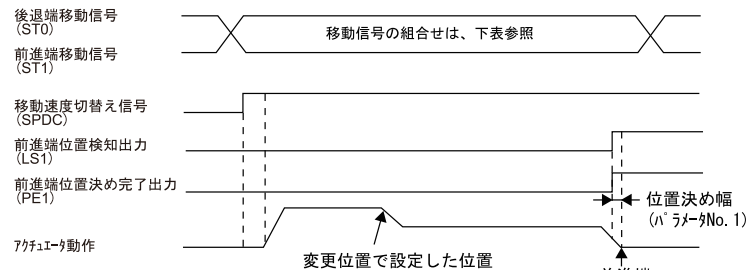 後退端移動信号
(ST0)
移動信号の組合せは、下表参照
前進端移動信号
(ST1)
移動速度切替え信号
(SPDC)
前進端位置検知出力
(LS1)
前進端位置決め完了出力
(PE1)
位置決め幅
(ﾊﾟﾗﾒｰﾀNo. 1)
ｱｸﾁｭｴｰﾀ動作
変更位置で設定した位置